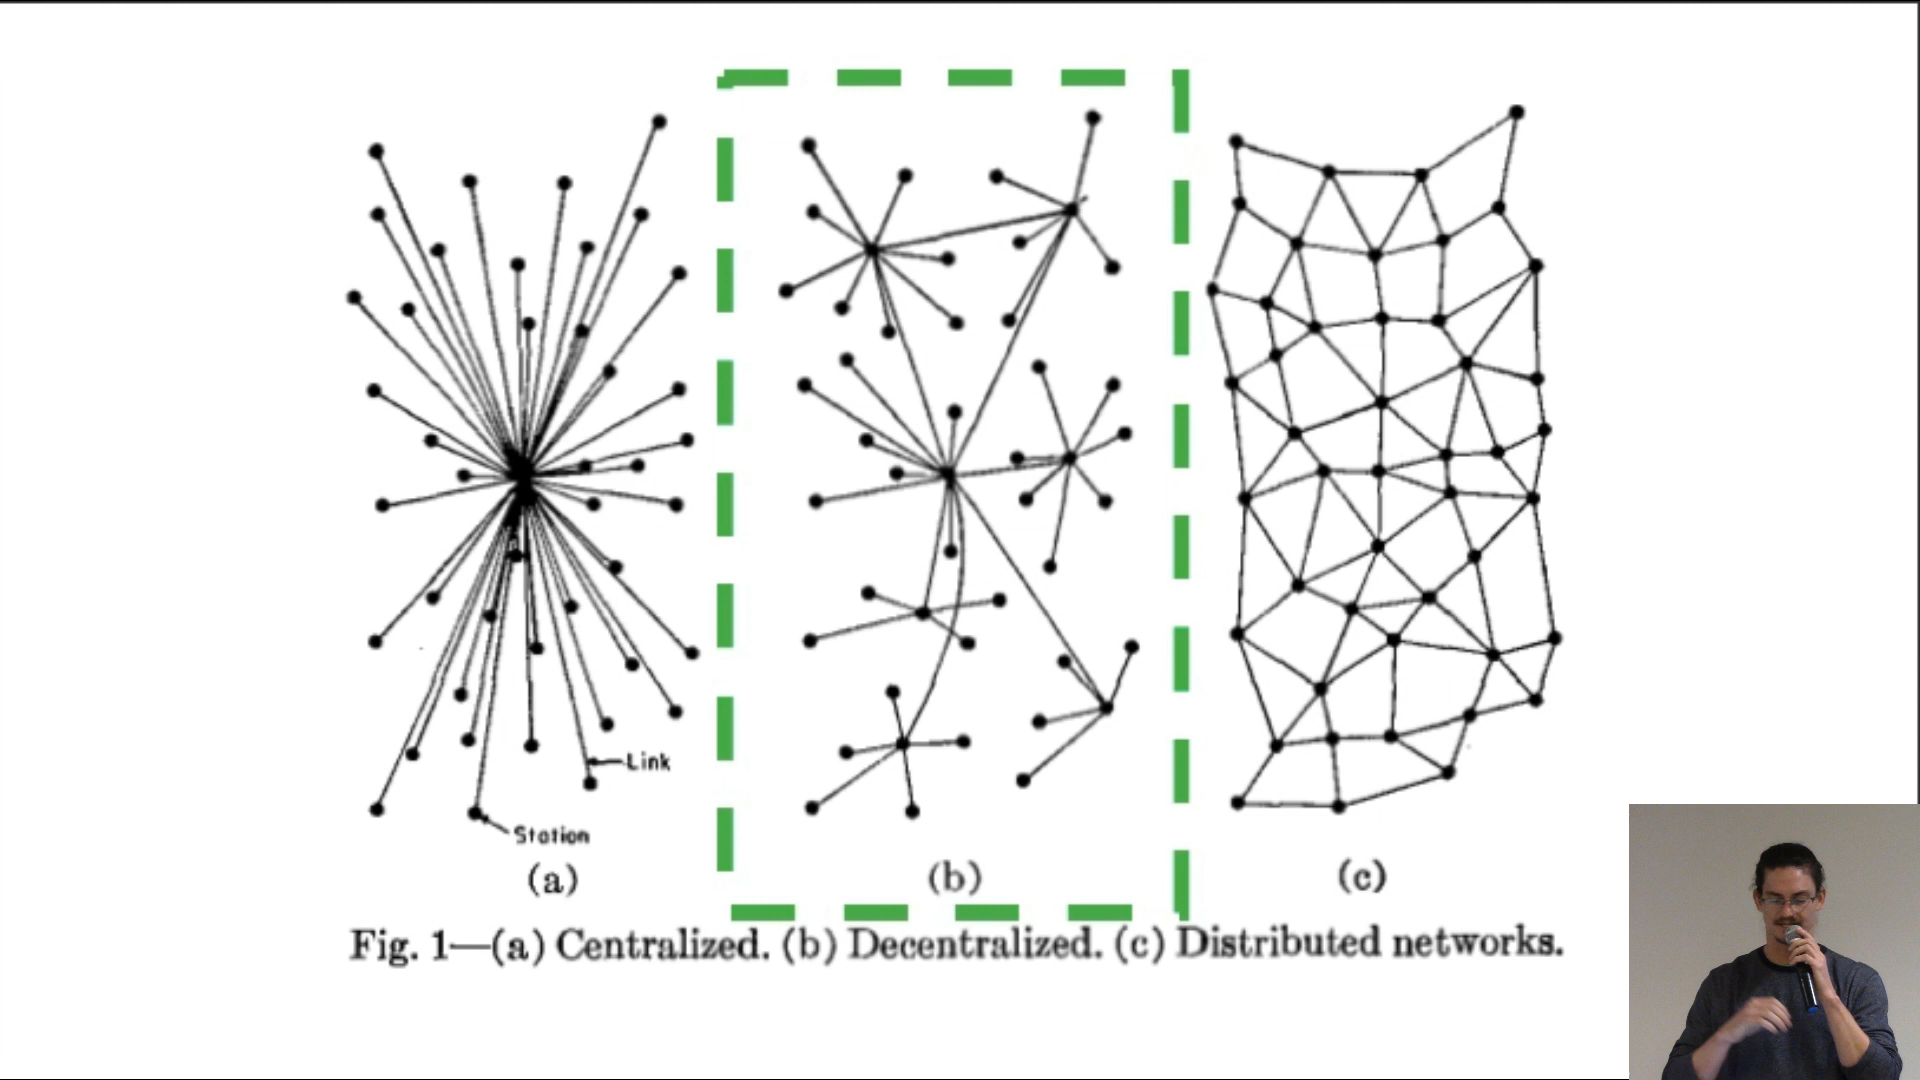 Link
Station
(a)
(b)
(c)
Fig. 1—(a) Centralized. (b) Decentralized. (c) Distributed networks.